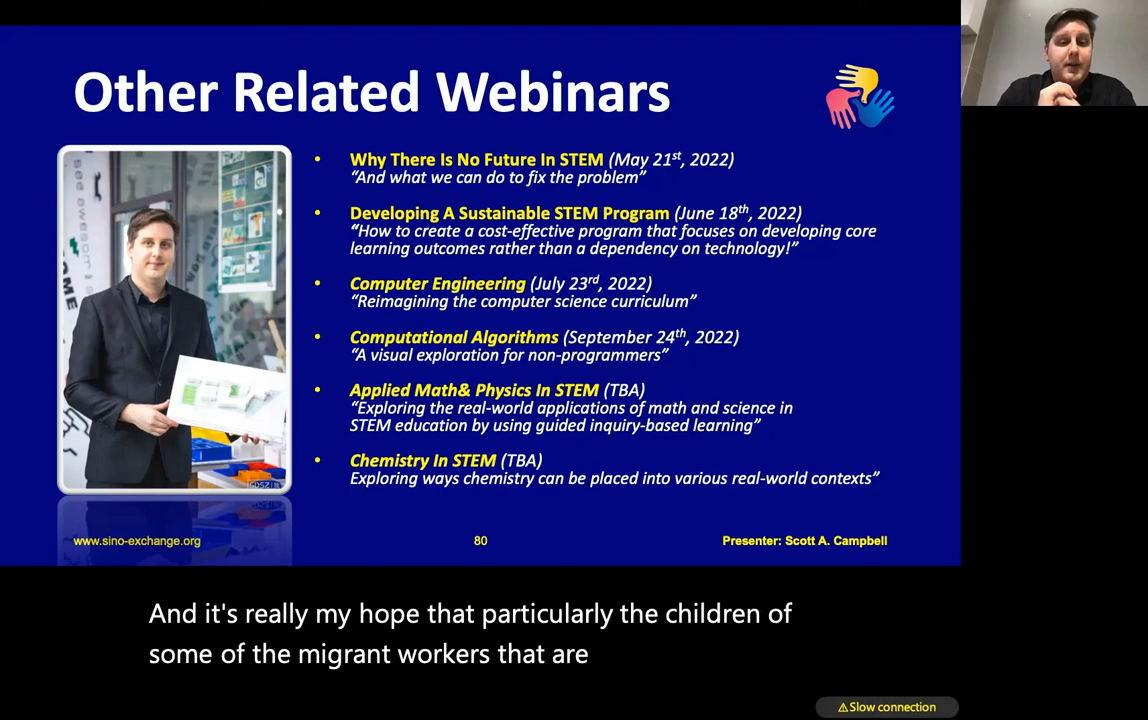 Other Related Webinars
• Why There Is No Future In STEM (May 21st, 2022)
“And what we can do to fix the problem”
• Developing A Sustainable STEM Program (June 18th, 2022)
“How to create a cost-effective program that focuses on developing core
learning outcomes rather than a dependency on technology!”
• Computer Engineering (July 23rd, 2022)
“Reimagining the computer science curriculum”
• Computational Algorithms (September 24th, 2022)
“A visual exploration for non-programmers”
• Applied Math& Physics In STEM (TBA)
“Exploring the real-world applications of math and science in
STEM education by using guided inquiry-based learning”
• Chemistry In STEM (TBA)
Exploring ways chemistry can be placed into various real-world contexts”
www.sino-exchange.org
80
Presenter: Scott A. Campbell
And it's really my hope that particularly the children of
some of the migrant workers that are
⚠Slow connection